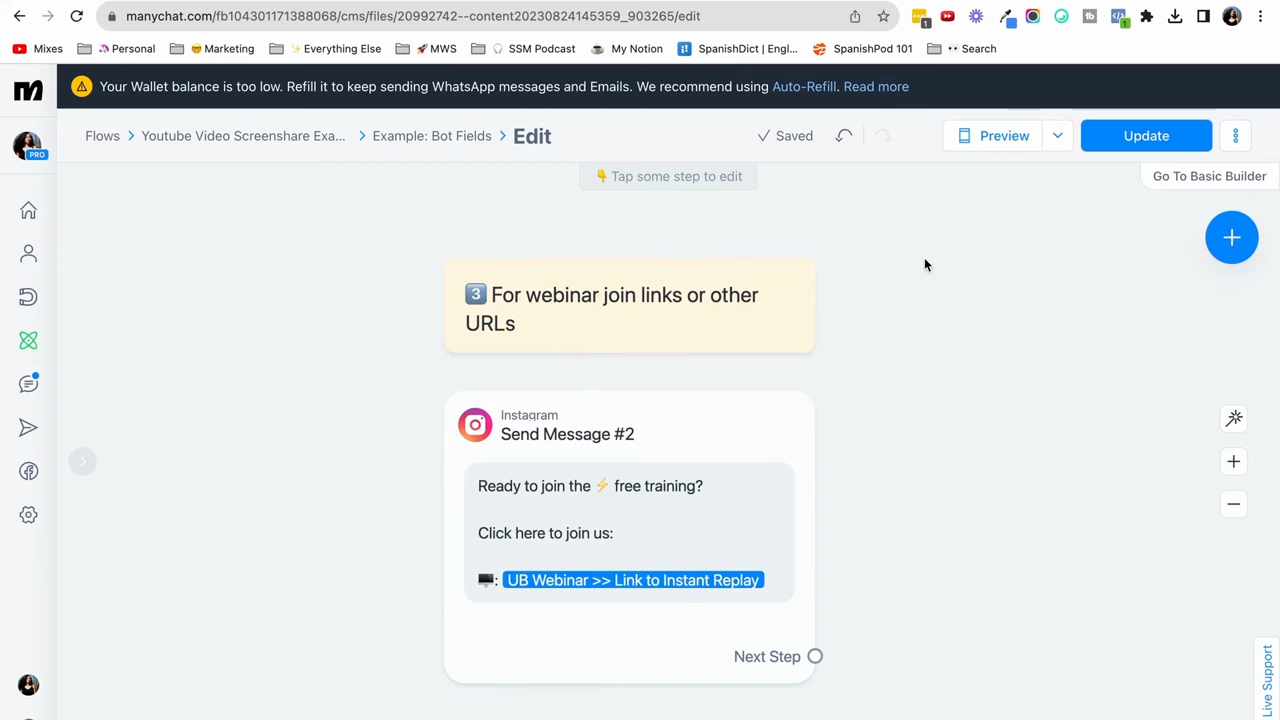 manychat.com/fb104301171388068/cms/files/20992742--content20230824145359_903265/edit
1
1
Mixes
Personal
Marketing
Everything Else
MWS
SSM Podcast
My Notion
SpanishDict | Engl...
SpanishPod 101
Search
Your Wallet balance is too low. Refill it to keep sending WhatsApp messages and Emails. We recommend using Auto-Refill. Read more
PRO
Flows > Youtube Video Screenshare Exa... > Example: Bot Fields > Edit
Saved
Preview
Update
👇 Tap some step to edit
Go To Basic Builder
3️⃣ For webinar join links or other
URLs
Instagram
Send Message #2
Ready to join the ⚡ free training?
Click here to join us:
🖥️: UB Webinar >> Link to Instant Replay
Next Step
Live Support